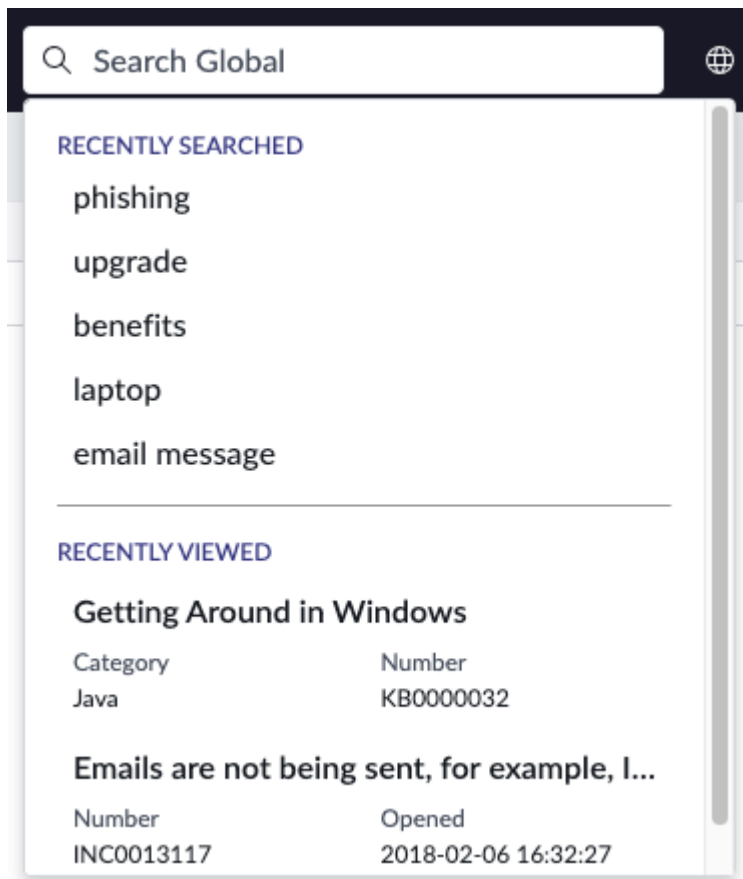 Search Global
RECENTLY SEARCHED
phishing
upgrade
benefits
laptop
email message
RECENTLY VIEWED
Getting Around in Windows
Category Number
Java KB0000032
Emails are not being sent, for example, I...
Number Opened
INC0013117 2018-02-06 16:32:27